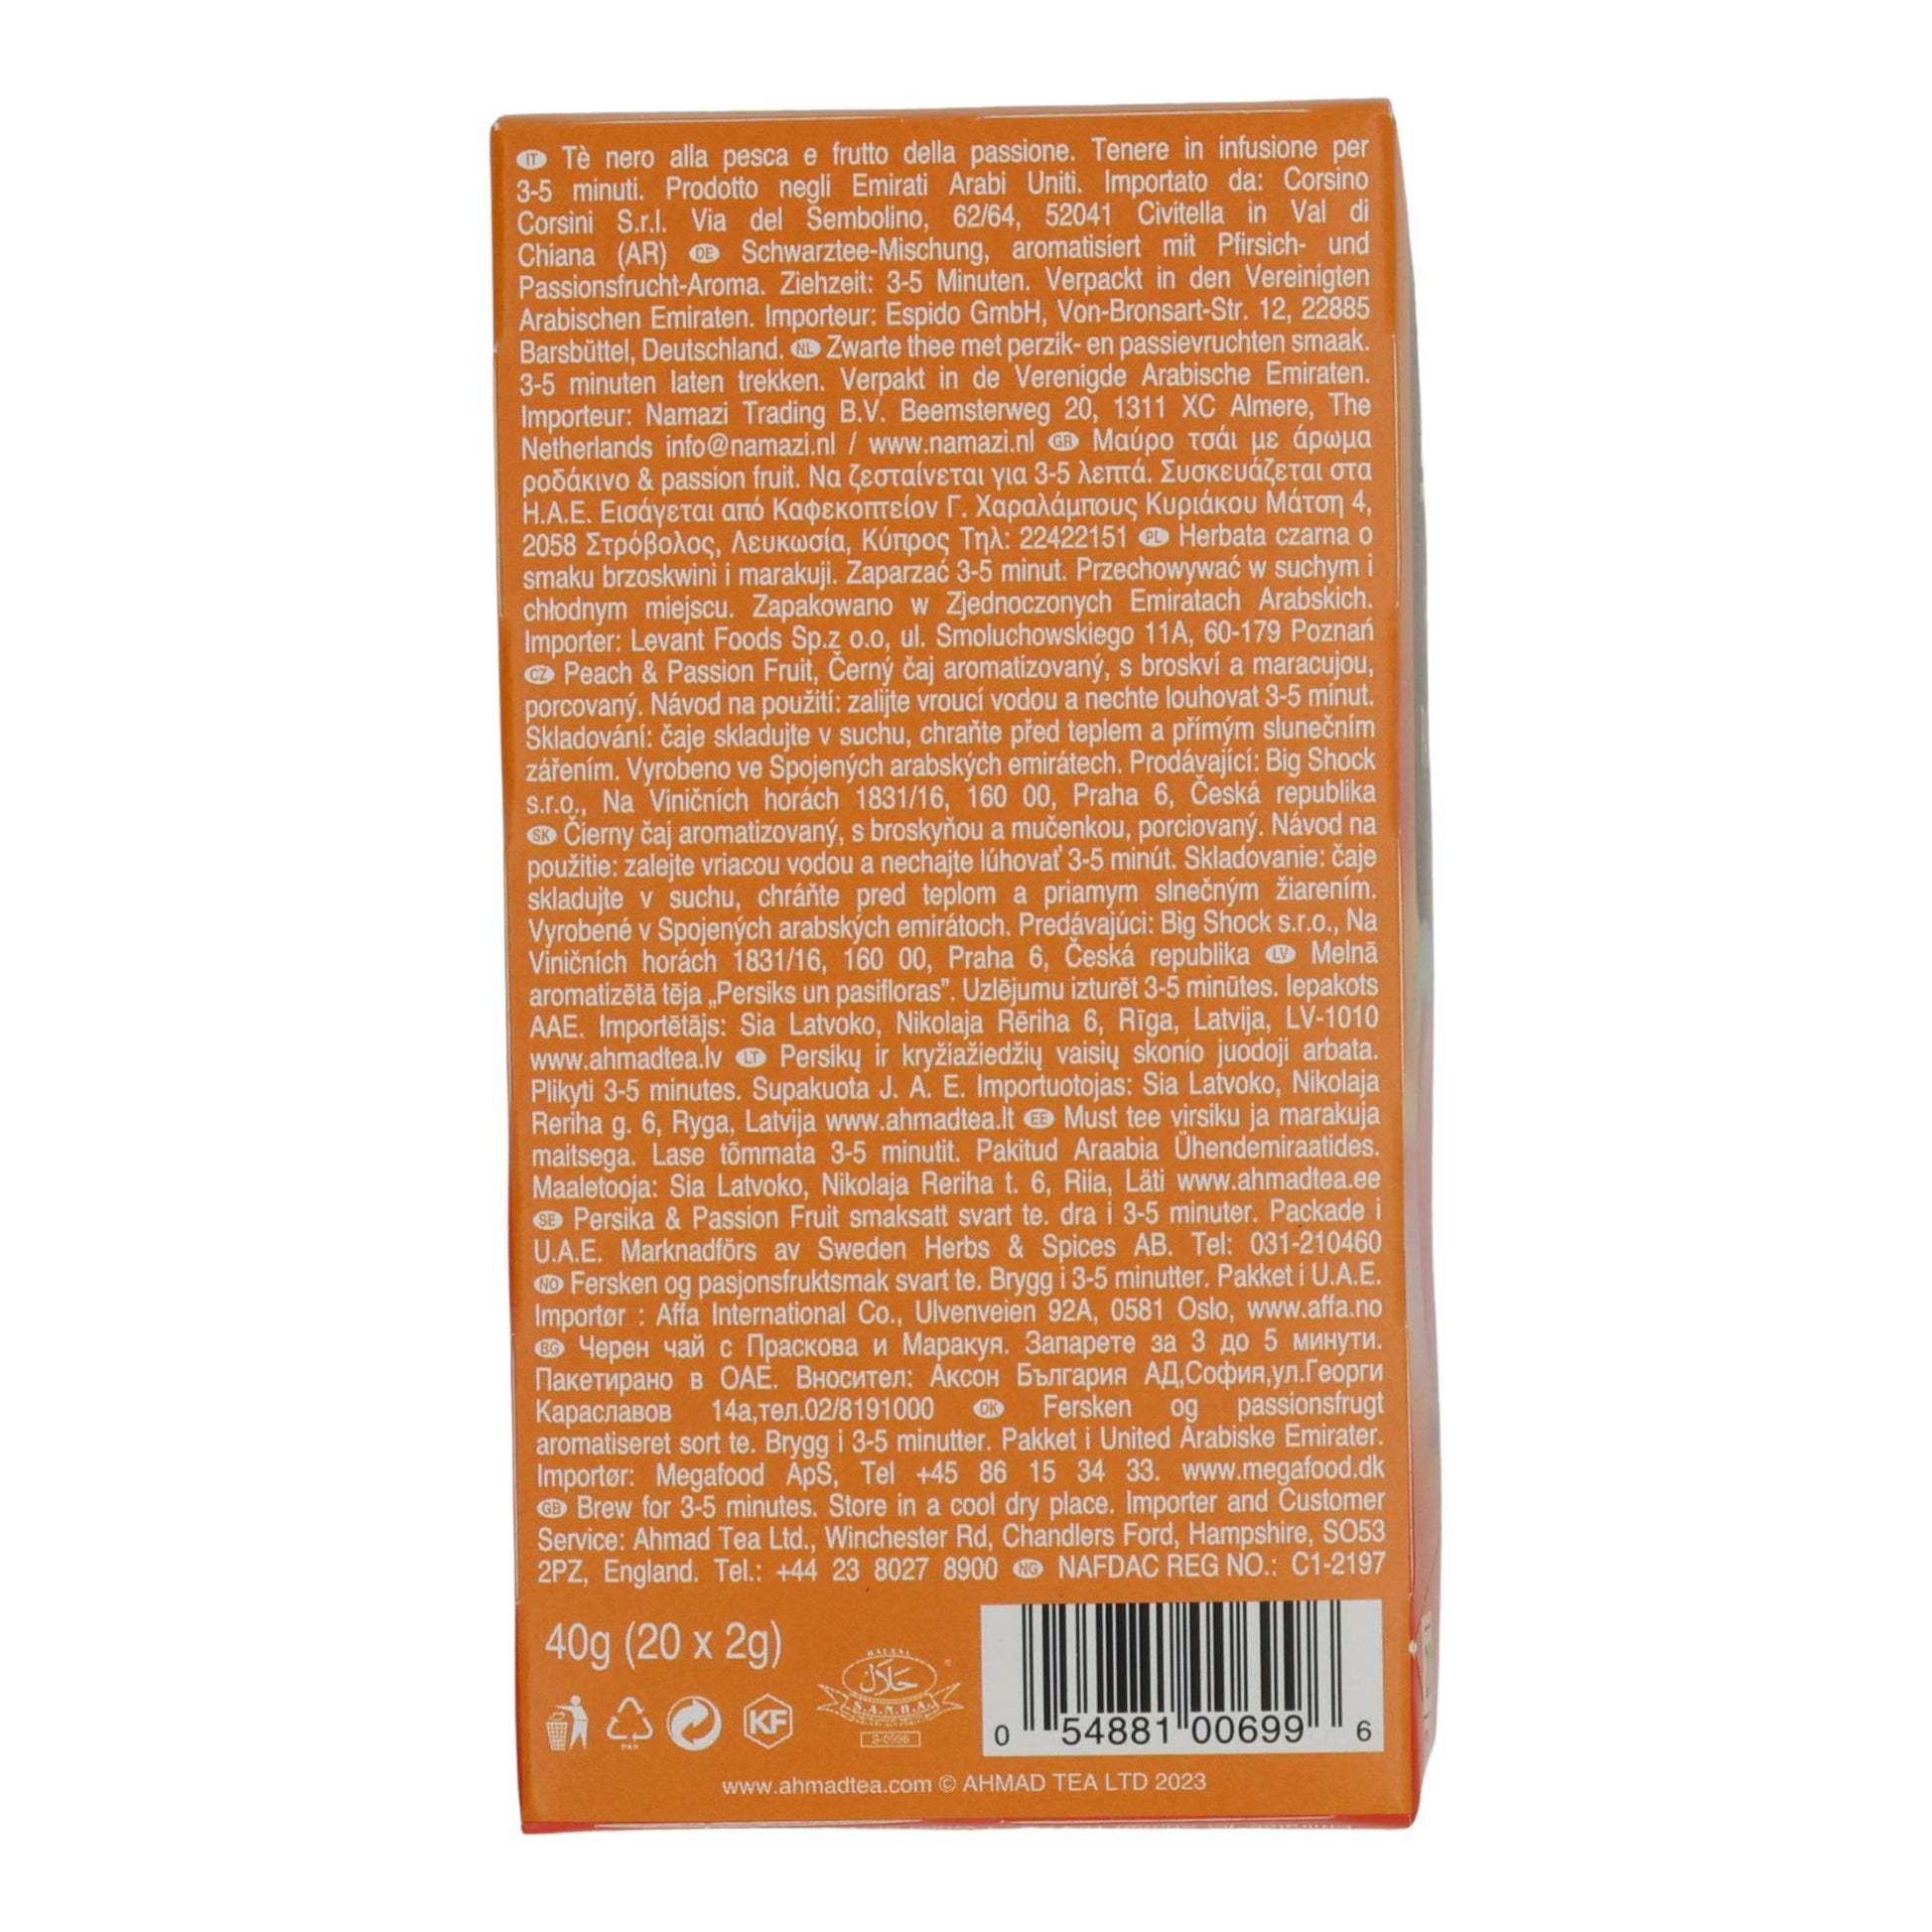 IT Tè nero alla pesca e frutto della passione. Tenere in infusione per
3-5 minuti. Prodotto negli Emirati Arabi Uniti. Importato da: Corsino
Corsini S.r.l. Via del Sembolino, 62/64, 52041 Civitella in Val di
Chiana (AR) DE Schwarztee-Mischung, aromatisiert mit Pfirsich- und
Passionsfrucht-Aroma. Ziehzeit: 3-5 Minuten. Verpackt in den Vereinigten
Arabischen Emiraten. Importeur: Espido GmbH, Von-Bronsart-Str. 12, 22885
Barsbüttel, Deutschland. NL Zwarte thee met perzik- en passievruchten smaak.
3-5 minuten laten trekken. Verpakt in de Verenigde Arabische Emiraten.
Importeur: Namazi Trading B.V. Beemsterweg 20, 1311 XC Almere, The
Netherlands info@namazi.nl / www.namazi.nl GR Μαύρο τσάι με άρωμα
ροδάκινο & passion fruit. Να ζεσταίνεται για 3-5 λεπτά. Συσκευάζεται στα
Η.Α.Ε. Εισάγεται από Καφεκοπτείον Γ. Χαραλάμπους Κυριάκου Μάτση 4,
2058 Στρόβολος, Λευκωσία, Κύπρος Τηλ: 22422151 PL Herbata czarna o
smaku brzoskwini i marakuji. Zaparzać 3-5 minut. Przechowywać w suchym i
chłodnym miejscu. Zapakowano w Zjednoczonych Emiratach Arabskich.
Importer: Levant Foods Sp.z o.o, ul. Smoluchowskiego 11A, 60-179 Poznań
CZ Peach & Passion Fruit, Černý čaj aromatizovaný, s broskví a maracujou,
porcovaný. Návod na použití: zalijte vroucí vodou a nechte louhovat 3-5 minut.
Skladování: čaje skladujte v suchu, chraňte před teplem a přímým slunečním
zářením. Vyrobeno ve Spojených arabských emirátech. Prodávající: Big Shock
s.r.o., Na Viničních horách 1831/16, 160 00, Praha 6, Česká republika
SK Čierny čaj aromatizovaný, s broskyňou a mučenkou, porciovaný. Návod na
použitie: zalejte vriacou vodou a nechajte lúhovať 3-5 minút. Skladovanie: čaje
skladujte v suchu, chráňte pred teplom a priamym slnečným žiarením.
Vyrobené v Spojených arabských emirátoch. Predávajúci: Big Shock s.r.o., Na
Viničních horách 1831/16, 160 00, Praha 6, Česká republika LV Melnā
aromatizētā tēja „Persiks un pasifloras”. Uzlējumu izturēt 3-5 minūtes. Iepakots
AAE. Importētājs: Sia Latvoko, Nikolaja Rēriha 6, Rīga, Latvija, LV-1010
www.ahmadtea.lv LT Persikų ir kryžiažiedžių vaisių skonio juodoji arbata.
Plikyti 3-5 minutes. Supakuota J. A. E. Importuotojas: Sia Latvoko, Nikolaja
Reriha g. 6, Ryga, Latvija www.ahmadtea.lt EE Must tee virsiku ja marakuja
maitsega. Lase tõmmata 3-5 minutit. Pakitud Araabia Ühendemiraatides.
Maaletooja: Sia Latvoko, Nikolaja Reriha t. 6, Riia, Läti www.ahmadtea.ee
SE Persika & Passion Fruit smaksatt svart te. dra i 3-5 minuter. Packade i
U.A.E. Marknadförs av Sweden Herbs & Spices AB. Tel: 031-210460
NO Fersken og pasjonsfruktsmak svart te. Brygg i 3-5 minutter. Pakket i U.A.E.
Importør : Affa International Co., Ulvenveien 92A, 0581 Oslo, www.affa.no
BG Черен чай с Праскова и Маракуя. Запарете за 3 до 5 минути.
Пакетирано в ОАЕ. Вносител: Аксон България АД,София,ул.Георги
Караславов 14а,тел.02/8191000 DK Fersken og passionsfrugt
aromatiseret sort te. Brygg i 3-5 minutter. Pakket i United Arabiske Emirater.
Importør: Megafood ApS, Tel +45 86 15 34 33. www.megafood.dk
GB Brew for 3-5 minutes. Store in a cool dry place. Importer and Customer
Service: Ahmad Tea Ltd., Winchester Rd, Chandlers Ford, Hampshire, SO53
2PZ, England. Tel.: +44 23 8027 8900 NG NAFDAC REG NO.: C1-2197
40g (20 x 2g)
HALAAL
حلال
S.A.N.H.A.
PAP
KF
0 54881 00699 6
www.ahmadtea.com © AHMAD TEA LTD 2023